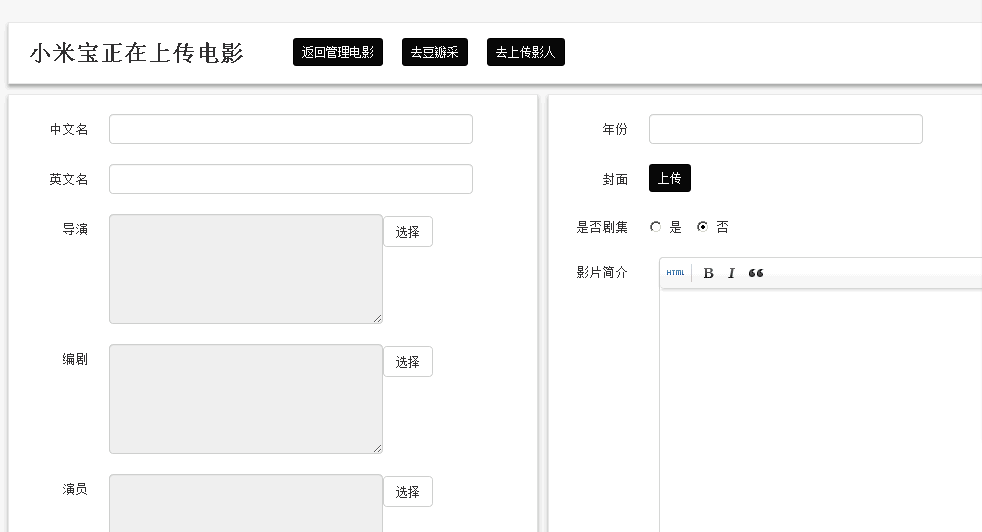 小米宝正在上传电影 返回管理电影 去豆瓣采 去上传影人
中文名
英文名
导演 选择
编剧 选择
演员 选择
年份
封面 上传
是否剧集 是 否
影片简介 HTML B I “